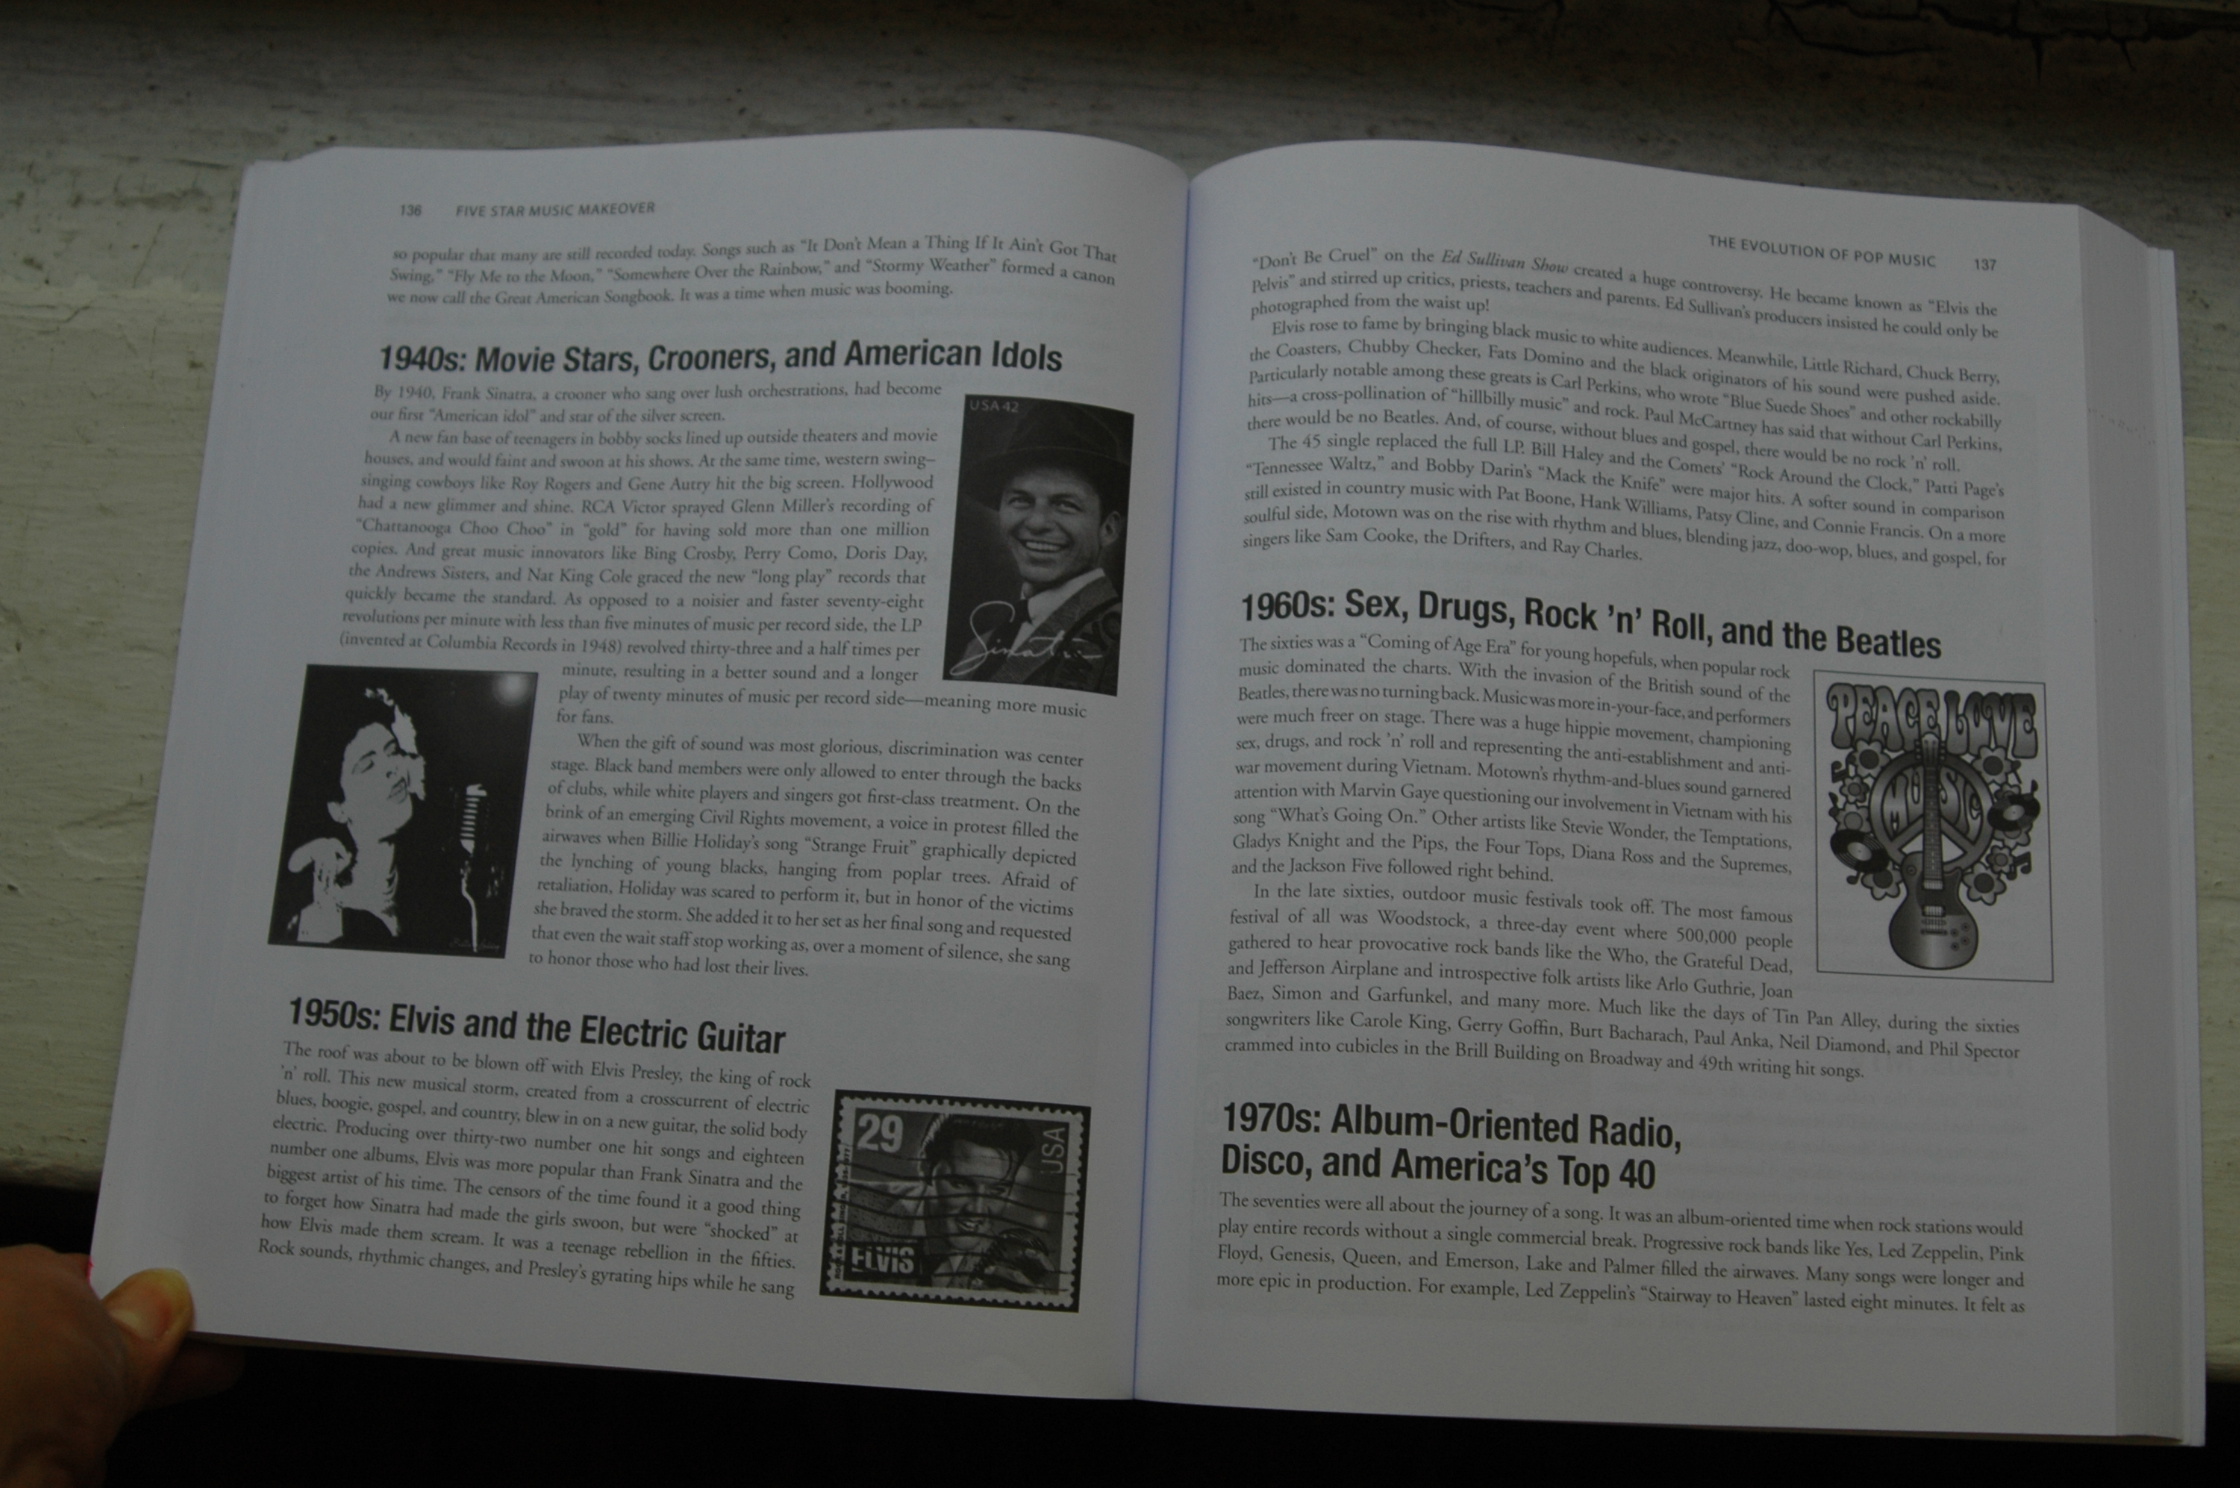 136 FIVE STAR MUSIC MAKEOVER
so popular that many are still recorded today. Songs such as “It Don’t Mean a Thing If It Ain’t Got That
Swing,” “Fly Me to the Moon,” “Somewhere Over the Rainbow,” and “Stormy Weather” formed a canon
we now call the Great American Songbook. It was a time when music was booming.
1940s: Movie Stars, Crooners, and American Idols
By 1940, Frank Sinatra, a crooner who sang over lush orchestrations, had become
our first “American idol” and star of the silver screen.
A new fan base of teenagers in bobby socks lined up outside theaters and movie
houses, and would faint and swoon at his shows. At the same time, western swing–
singing cowboys like Roy Rogers and Gene Autry hit the big screen. Hollywood
had a new glimmer and shine. RCA Victor sprayed Glenn Miller’s recording of
“Chattanooga Choo Choo” in “gold” for having sold more than one million
copies. And great music innovators like Bing Crosby, Perry Como, Doris Day,
the Andrews Sisters, and Nat King Cole graced the new “long play” records that
quickly became the standard. As opposed to a noisier and faster seventy-eight
revolutions per minute with less than five minutes of music per record side, the LP
(invented at Columbia Records in 1948) revolved thirty-three and a half times per
minute, resulting in a better sound and a longer
play of twenty minutes of music per record side—meaning more music
for fans.
USA 42
Sinatra
When the gift of sound was most glorious, discrimination was center
stage. Black band members were only allowed to enter through the backs
of clubs, while white players and singers got first-class treatment. On the
brink of an emerging Civil Rights movement, a voice in protest filled the
airwaves when Billie Holiday’s song “Strange Fruit” graphically depicted
the lynching of young blacks, hanging from poplar trees. Afraid of
retaliation, Holiday was scared to perform it, but in honor of the victims
she braved the storm. She added it to her set as her final song and requested
that even the wait staff stop working as, over a moment of silence, she sang
to honor those who had lost their lives.
1950s: Elvis and the Electric Guitar
The roof was about to be blown off with Elvis Presley, the king of rock
’n’ roll. This new musical storm, created from a crosscurrent of electric
blues, boogie, gospel, and country, blew in on a new guitar, the solid body
electric. Producing over thirty-two number one hit songs and eighteen
number one albums, Elvis was more popular than Frank Sinatra and the
biggest artist of his time. The censors of the time found it a good thing
to forget how Sinatra had made the girls swoon, but were “shocked” at
how Elvis made them scream. It was a teenage rebellion in the fifties.
Rock sounds, rhythmic changes, and Presley’s gyrating hips while he sang
29
USA
ELVIS
THE EVOLUTION OF POP MUSIC 137
“Don’t Be Cruel” on the Ed Sullivan Show created a huge controversy. He became known as “Elvis the
Pelvis” and stirred up critics, priests, teachers and parents. Ed Sullivan’s producers insisted he could only be
photographed from the waist up!
Elvis rose to fame by bringing black music to white audiences. Meanwhile, Little Richard, Chuck Berry,
the Coasters, Chubby Checker, Fats Domino and the black originators of his sound were pushed aside.
Particularly notable among these greats is Carl Perkins, who wrote “Blue Suede Shoes” and other rockabilly
hits—a cross-pollination of “hillbilly music” and rock. Paul McCartney has said that without Carl Perkins,
there would be no Beatles. And, of course, without blues and gospel, there would be no rock ’n’ roll.
The 45 single replaced the full LP. Bill Haley and the Comets’ “Rock Around the Clock,” Patti Page’s
“Tennessee Waltz,” and Bobby Darin’s “Mack the Knife” were major hits. A softer sound in comparison
still existed in country music with Pat Boone, Hank Williams, Patsy Cline, and Connie Francis. On a more
soulful side, Motown was on the rise with rhythm and blues, blending jazz, doo-wop, blues, and gospel, for
singers like Sam Cooke, the Drifters, and Ray Charles.
1960s: Sex, Drugs, Rock ’n’ Roll, and the Beatles
The sixties was a “Coming of Age Era” for young hopefuls, when popular rock
music dominated the charts. With the invasion of the British sound of the
Beatles, there was no turning back. Music was more in-your-face, and performers
were much freer on stage. There was a huge hippie movement, championing
sex, drugs, and rock ’n’ roll and representing the anti-establishment and anti-
war movement during Vietnam. Motown’s rhythm-and-blues sound garnered
attention with Marvin Gaye questioning our involvement in Vietnam with his
song “What’s Going On.” Other artists like Stevie Wonder, the Temptations,
Gladys Knight and the Pips, the Four Tops, Diana Ross and the Supremes,
and the Jackson Five followed right behind.
PEACE LOVE
MUSIC
In the late sixties, outdoor music festivals took off. The most famous
festival of all was Woodstock, a three-day event where 500,000 people
gathered to hear provocative rock bands like the Who, the Grateful Dead,
and Jefferson Airplane and introspective folk artists like Arlo Guthrie, Joan
Baez, Simon and Garfunkel, and many more. Much like the days of Tin Pan Alley, during the sixties
songwriters like Carole King, Gerry Goffin, Burt Bacharach, Paul Anka, Neil Diamond, and Phil Spector
crammed into cubicles in the Brill Building on Broadway and 49th writing hit songs.
1970s: Album-Oriented Radio,
Disco, and America’s Top 40
The seventies were all about the journey of a song. It was an album-oriented time when rock stations would
play entire records without a single commercial break. Progressive rock bands like Yes, Led Zeppelin, Pink
Floyd, Genesis, Queen, and Emerson, Lake and Palmer filled the airwaves. Many songs were longer and
more epic in production. For example, Led Zeppelin’s “Stairway to Heaven” lasted eight minutes. It felt as